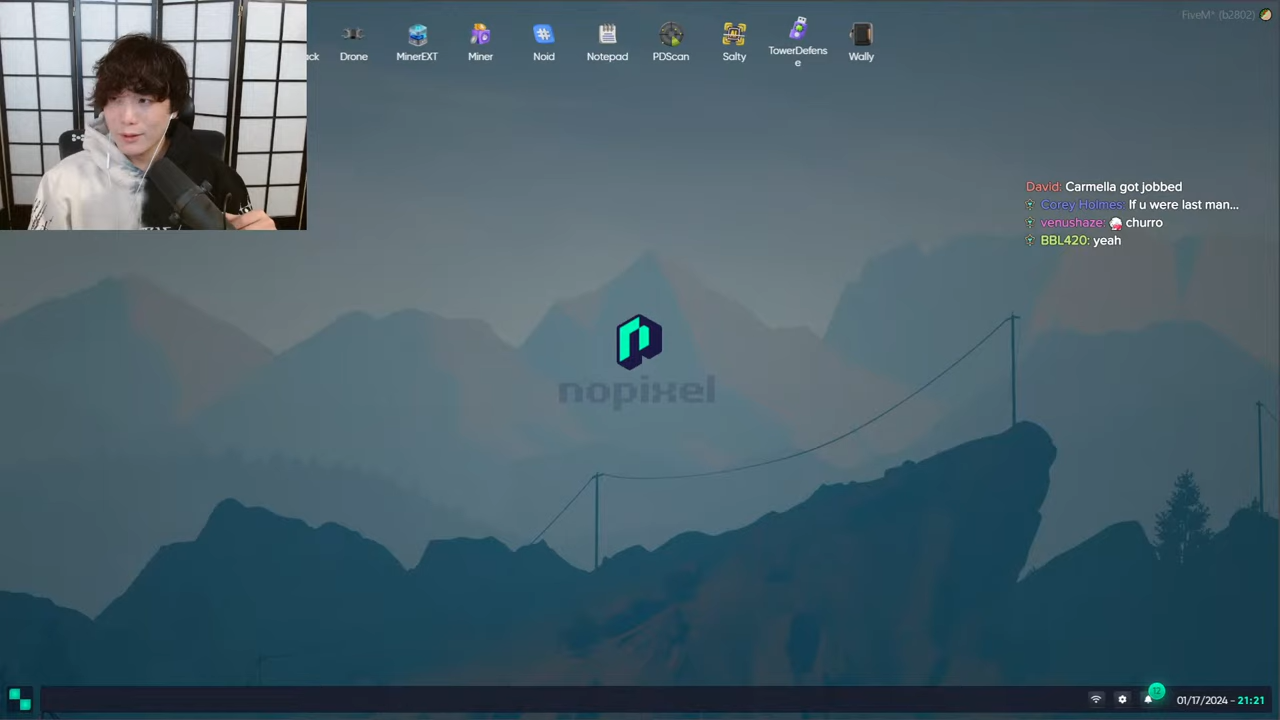 FiveM* (b2802)
ck
Drone
MinerEXT
Miner
Noid
Notepad
PDScan
Salty
TowerDefens
e
Wally
David: Carmella got jobbed
Corey Holmes: If u were last man...
venushaze: churro
BBL420: yeah
nopixel
12
01/17/2024 - 21:21